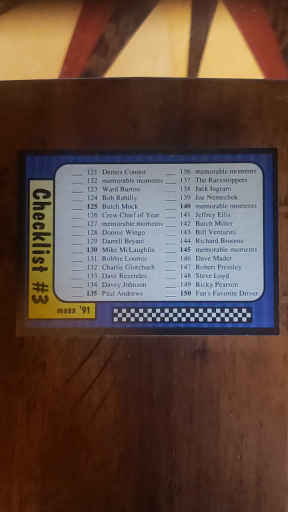 Checklist #3
maxx '91
121 Dennis Connor
122 memorable moments
123 Ward Burton
124 Bob Rahilly
125 Butch Mock
126 Crew Chief of Year
127 memorable moments
128 Donnie Wingo
129 Darrell Bryant
130 Mike McLaughlin
131 Robbie Loomis
132 Charlie Glotzbach
133 Dave Rezendes
134 Davey Johnson
135 Paul Andrews
136 memorable moments
137 The Racestoppers
138 Jack Ingram
139 Joe Nemechek
140 memorable moments
141 Jeffrey Ellis
142 Butch Miller
143 Bill Venturini
144 Richard
145 memorable moments
146 Dave Mader
147 Robert Pressley
148 Steve Loyd
149 Ricky Pearson
150 Fan's Favorite Driver